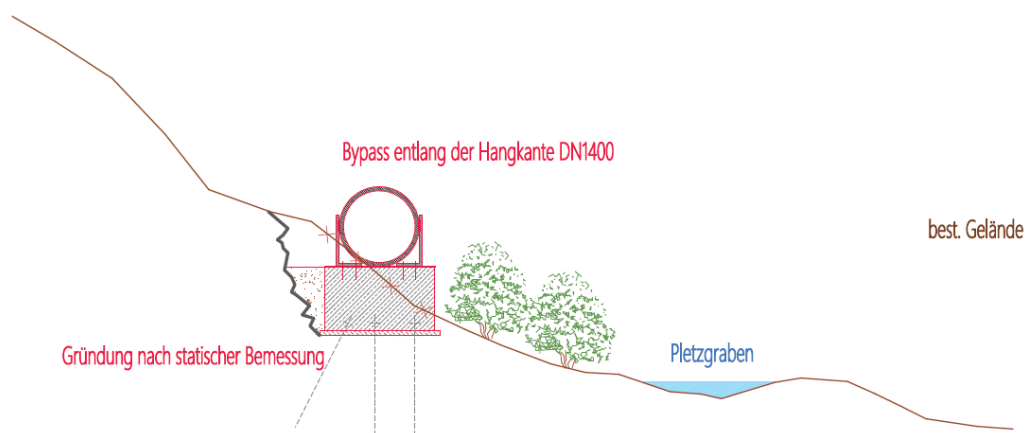 Bypass entlang der Hangkante DN1400
best. Gelände
Gründung nach statischer Bemessung
Pletzgraben